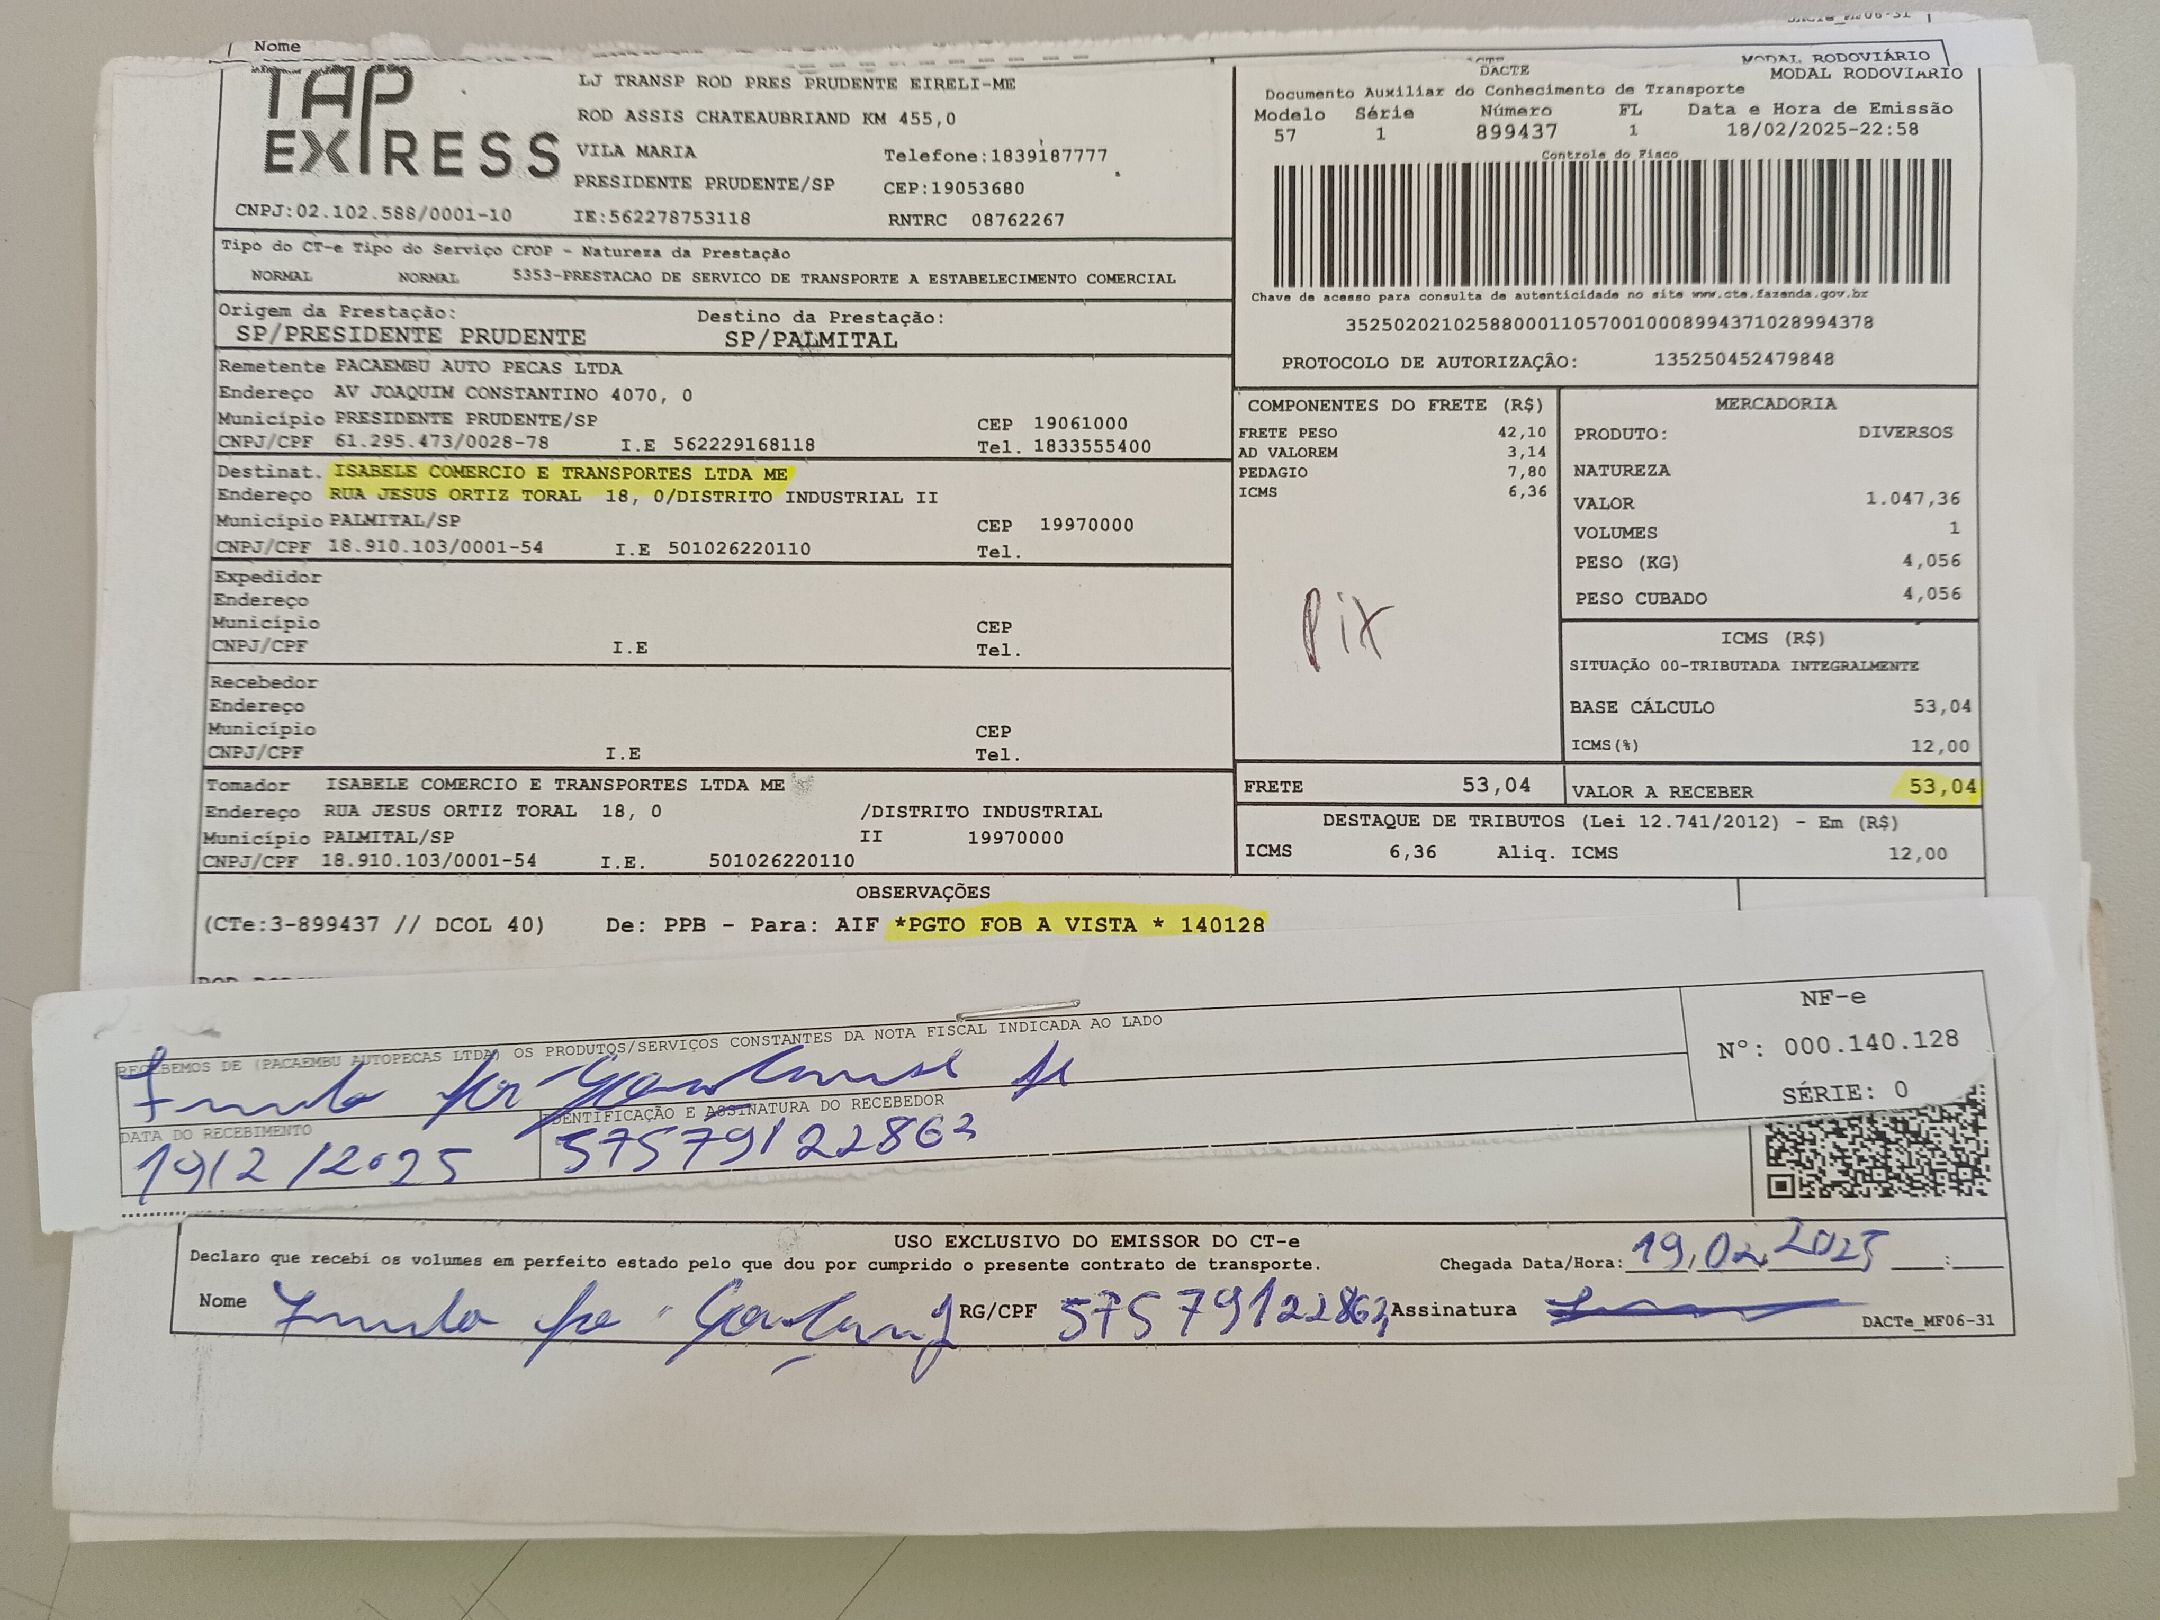 Nome
MODAL RODOVIÁRIO
TAP EXPRESS
LJ TRANSP ROD PRES PRUDENTE EIRELI-ME
ROD ASSIS CHATEAUBRIAND KM 455,0
VILA MARIA Telefone:1839187777
PRESIDENTE PRUDENTE/SP CEP:19053680
CNPJ:02.102.588/0001-10 IE:562278753118 RNTRC 08762267
DACTE MODAL RODOVIARIO
Documento Auxiliar do Conhecimento de Transporte
Modelo Série Número FL Data e Hora de Emissão
57 1 899437 1 18/02/2025-22:58
Controle do Fisco
Chave de acesso para consulta de autenticidade no site www.cte.fazenda.gov.br
35250202102588000110570010008994371028994378
PROTOCOLO DE AUTORIZAÇÃO: 135250452479848
Tipo do CT-e Tipo do Serviço CFOP - Natureza da Prestação
NORMAL NORMAL 5353-PRESTACAO DE SERVICO DE TRANSPORTE A ESTABELECIMENTO COMERCIAL
Origem da Prestação: Destino da Prestação:
SP/PRESIDENTE PRUDENTE SP/PALMITAL
Remetente PACAEMBU AUTO PECAS LTDA
Endereço AV JOAQUIM CONSTANTINO 4070, 0
Município PRESIDENTE PRUDENTE/SP CEP 19061000
CNPJ/CPF 61.295.473/0028-78 I.E 562229168118 Tel. 1833555400
Destinat. ISABELE COMERCIO E TRANSPORTES LTDA ME
Endereço RUA JESUS ORTIZ TORAL 18, 0/DISTRITO INDUSTRIAL II
Município PALMITAL/SP CEP 19970000
CNPJ/CPF 18.910.103/0001-54 I.E 501026220110 Tel.
Expedidor
Endereço
Município CEP
CNPJ/CPF I.E Tel.
Recebedor
Endereço
Município CEP
CNPJ/CPF I.E Tel.
Tomador ISABELE COMERCIO E TRANSPORTES LTDA ME
Endereço RUA JESUS ORTIZ TORAL 18, 0 /DISTRITO INDUSTRIAL
Município PALMITAL/SP II 19970000
CNPJ/CPF 18.910.103/0001-54 I.E. 501026220110
COMPONENTES DO FRETE (R$)
FRETE PESO 42,10
AD VALOREM 3,14
PEDAGIO 7,80
ICMS 6,36
Pix
MERCADORIA
PRODUTO: DIVERSOS
NATUREZA
VALOR 1.047,36
VOLUMES 1
PESO (KG) 4,056
PESO CUBADO 4,056
ICMS (R$)
SITUAÇÃO 00-TRIBUTADA INTEGRALMENTE
BASE CÁLCULO 53,04
ICMS(%) 12,00
FRETE 53,04 VALOR A RECEBER 53,04
DESTAQUE DE TRIBUTOS (Lei 12.741/2012) - Em (R$)
ICMS 6,36 Aliq. ICMS 12,00
OBSERVAÇÕES
(CTe:3-899437 // DCOL 40) De: PPB - Para: AIF *PGTO FOB A VISTA * 140128
RECEBEMOS DE (PACAEMBU AUTOPECAS LTDA) OS PRODUTOS/SERVIÇOS CONSTANTES DA NOTA FISCAL INDICADA AO LADO
DATA DO RECEBIMENTO IDENTIFICAÇÃO E ASSINATURA DO RECEBEDOR
19/2/2025 57579122863
NF-e
Nº: 000.140.128
SÉRIE: 0
USO EXCLUSIVO DO EMISSOR DO CT-e
Declaro que recebi os volumes em perfeito estado pelo que dou por cumprido o presente contrato de transporte. Chegada Data/Hora: 19,02,2025 :
Nome RG/CPF 57579122863 Assinatura
DACTe_MF06-31